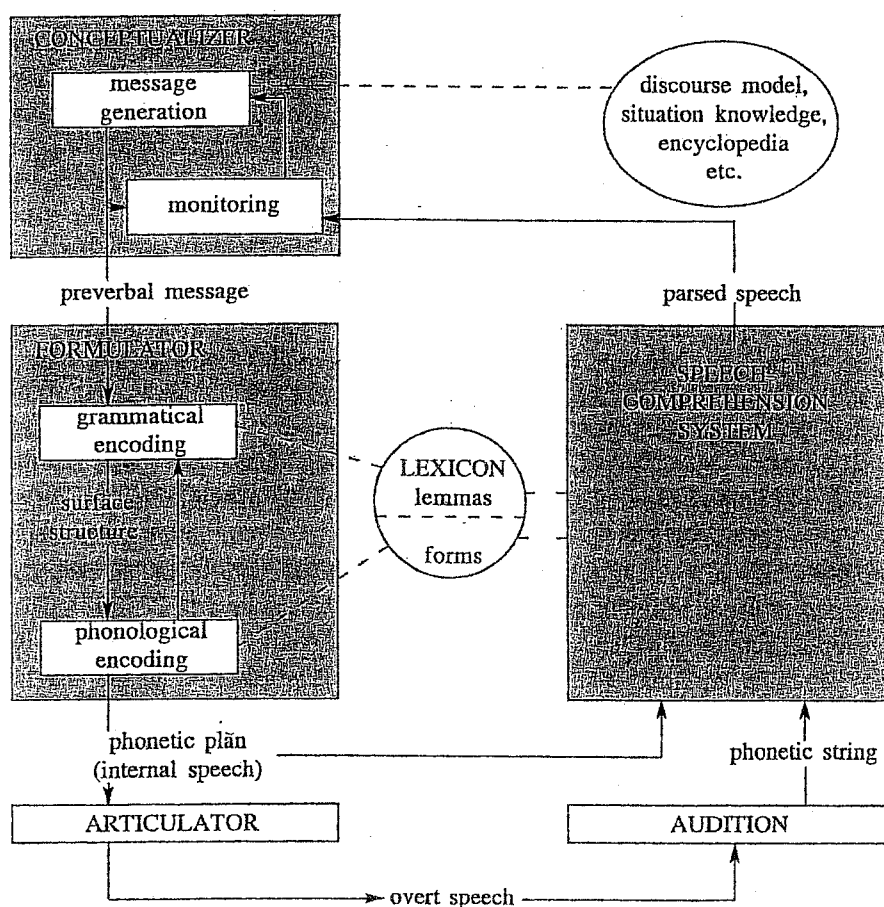 CONCEPTUALIZER
message
generation
discourse model,
situation knowledge,
encyclopedia
etc.
monitoring
preverbal message
parsed speech
FORMULATOR
SPEECH
COMPREHENSION
SYSTEM
grammatical
encoding
LEXICON
lemmas
surface
structure
forms
phonological
encoding
phonetic plan
(internal speech)
phonetic string
ARTICULATOR
AUDITION
overt speech